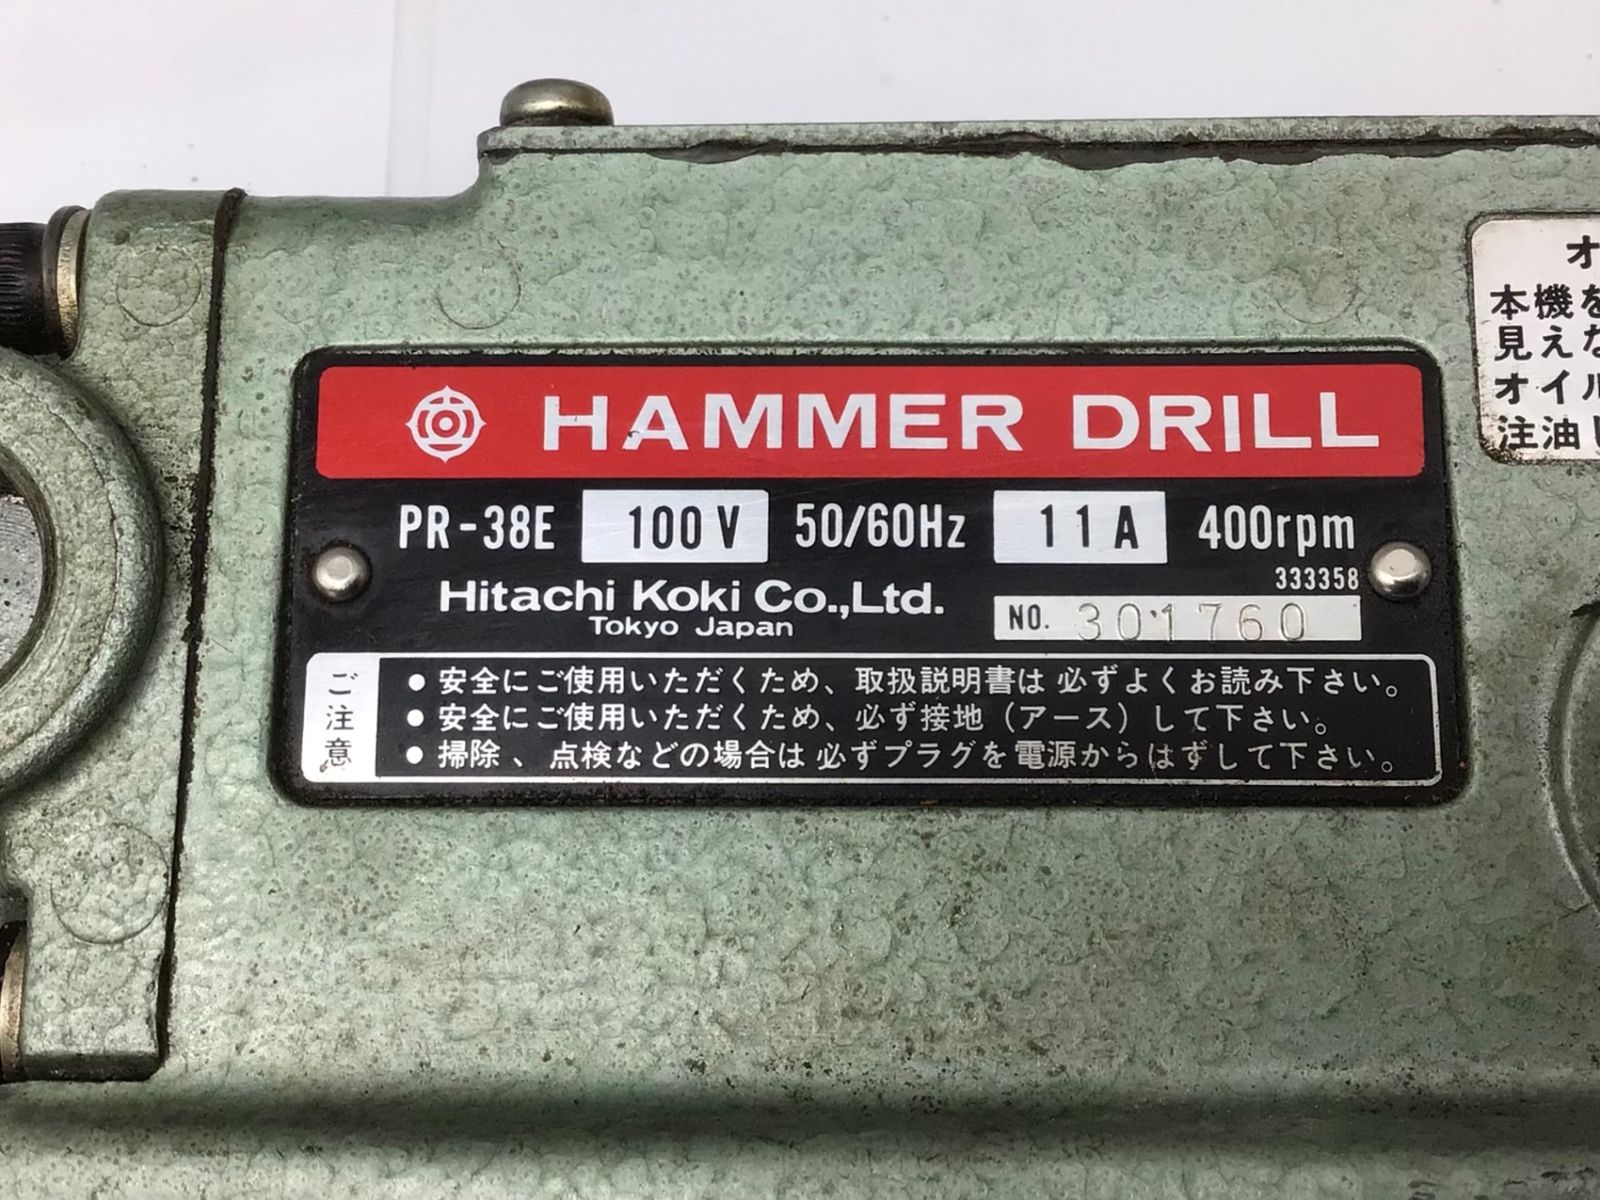 HAMMER DRILL
PR-38E 100V 50/60Hz 11A 400rpm
333358
Hitachi Koki Co.,Ltd.
Tokyo Japan
NO. 301760
ご注意
● 安全にご使用いただくため、取扱説明書は必ずよくお読み下さい。
● 安全にご使用いただくため、必ず接地（アース）して下さい。
● 掃除、点検などの場合は必ずプラグを電源からはずして下さい。
オ
本機を
見えな
オイル
注油し